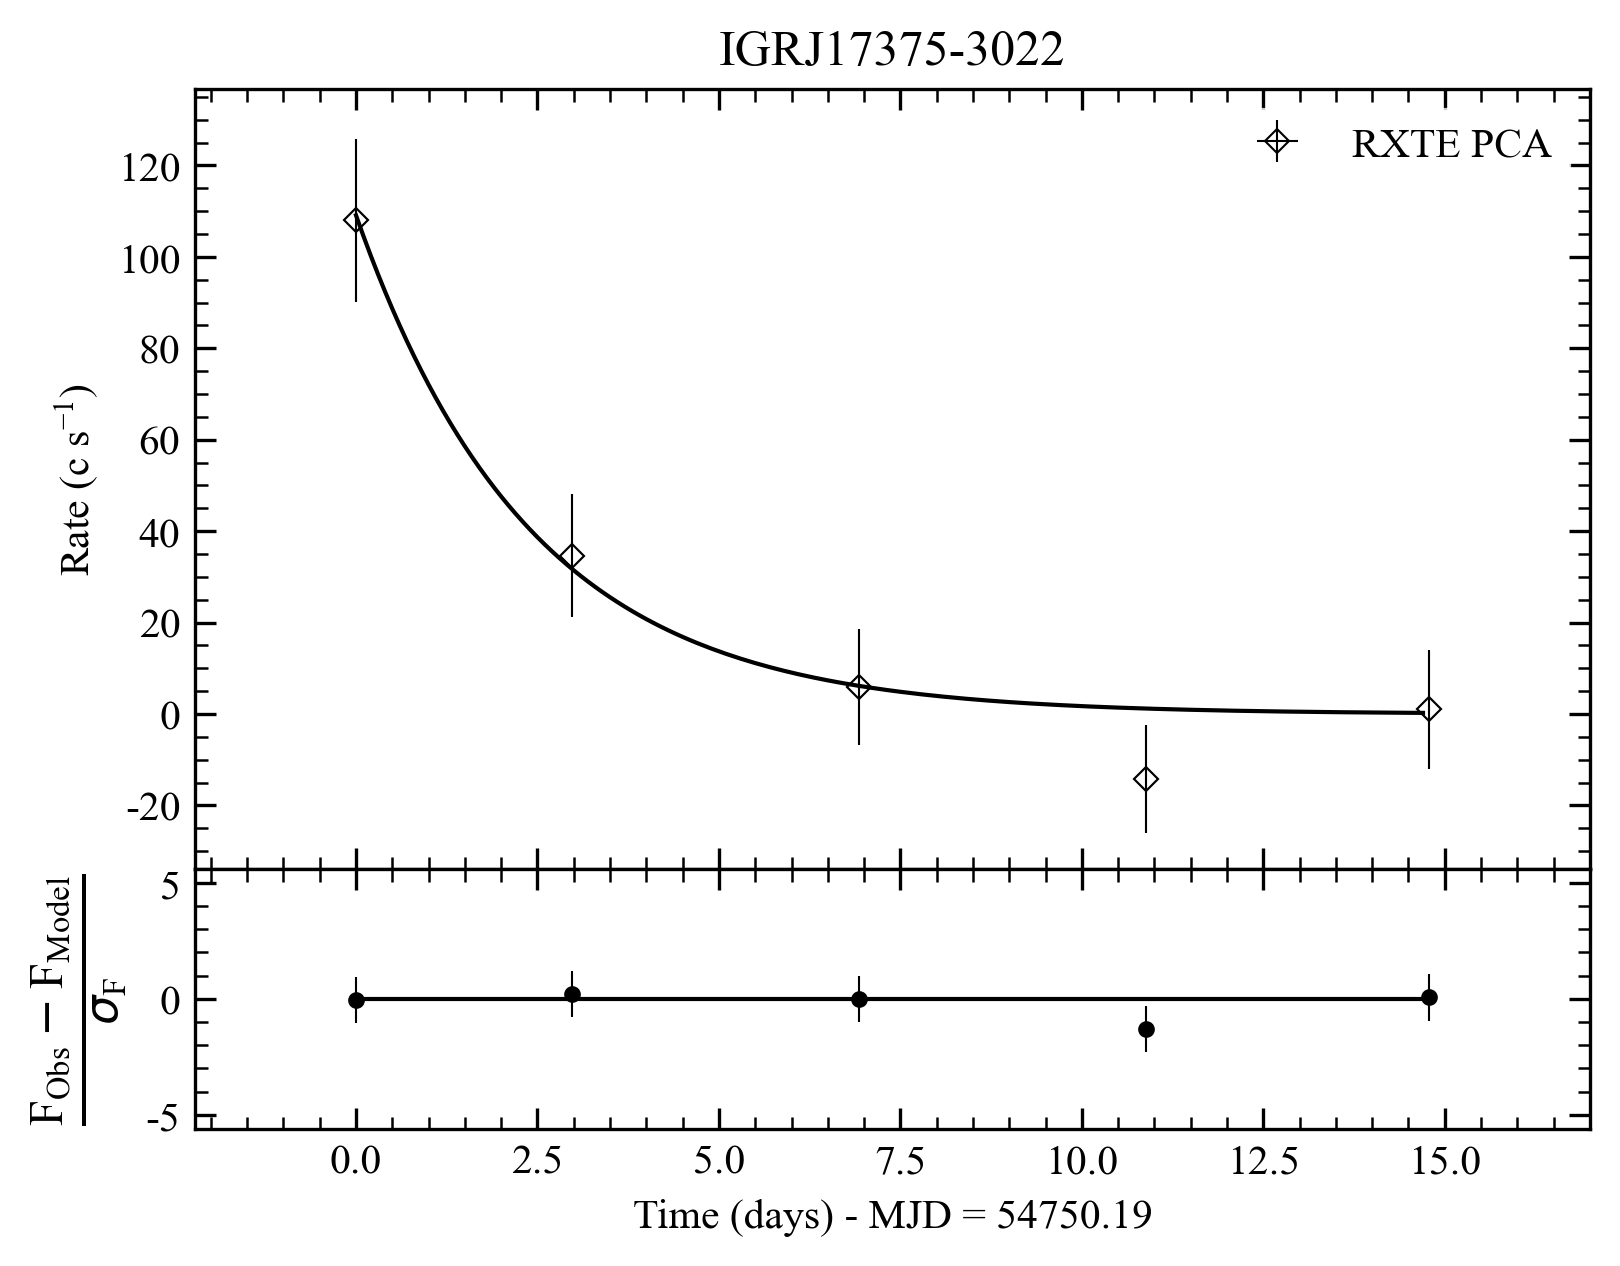 IGRJ17375-3022
RXTE PCA
120
100
80
60
40
20
0
-20
Rate (c s⁻¹)
5
0
-5
F_Obs − F_Model
σ_F
0.0 2.5 5.0 7.5 10.0 12.5 15.0
Time (days) - MJD = 54750.19